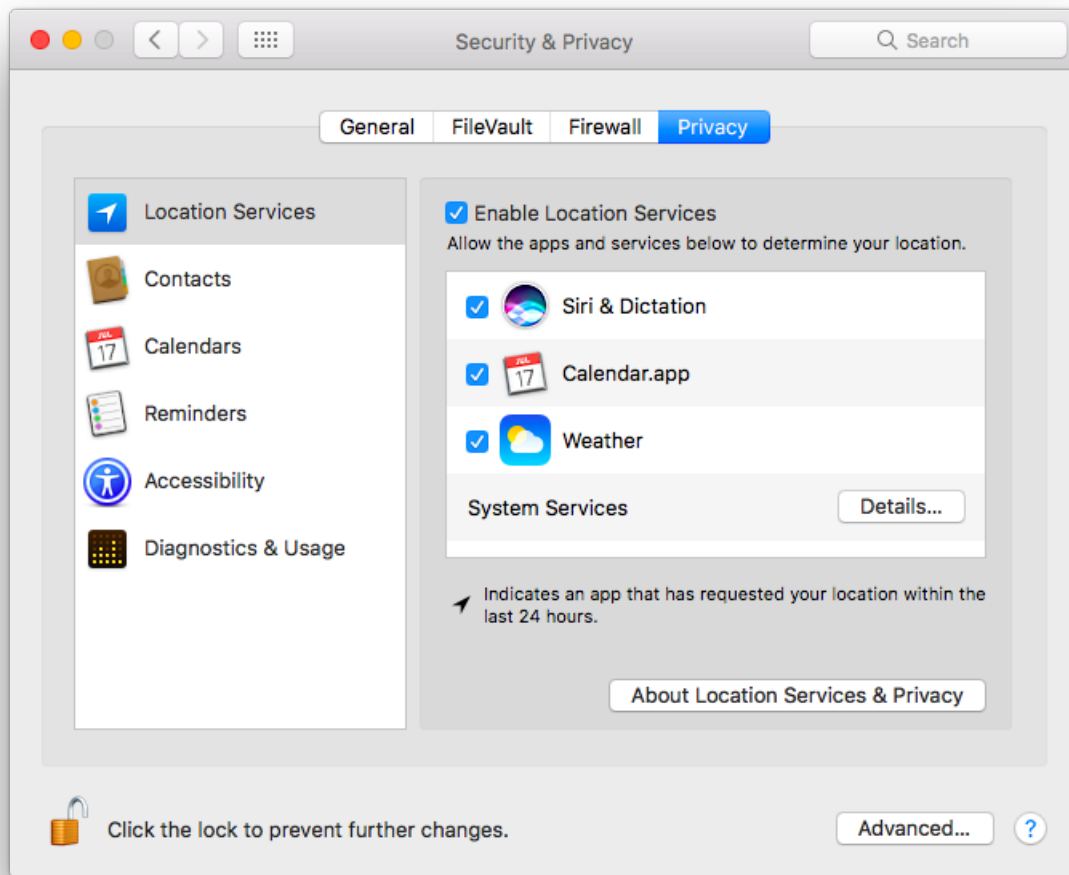 Security & Privacy
Search
General
FileVault
Firewall
Privacy
Location Services
Contacts
JUL
17
Calendars
Reminders
Accessibility
Diagnostics & Usage
Enable Location Services
Allow the apps and services below to determine your location.
Siri & Dictation
JUL
17
Calendar.app
Weather
System Services
Details...
Indicates an app that has requested your location within the
last 24 hours.
About Location Services & Privacy
Click the lock to prevent further changes.
Advanced...
?